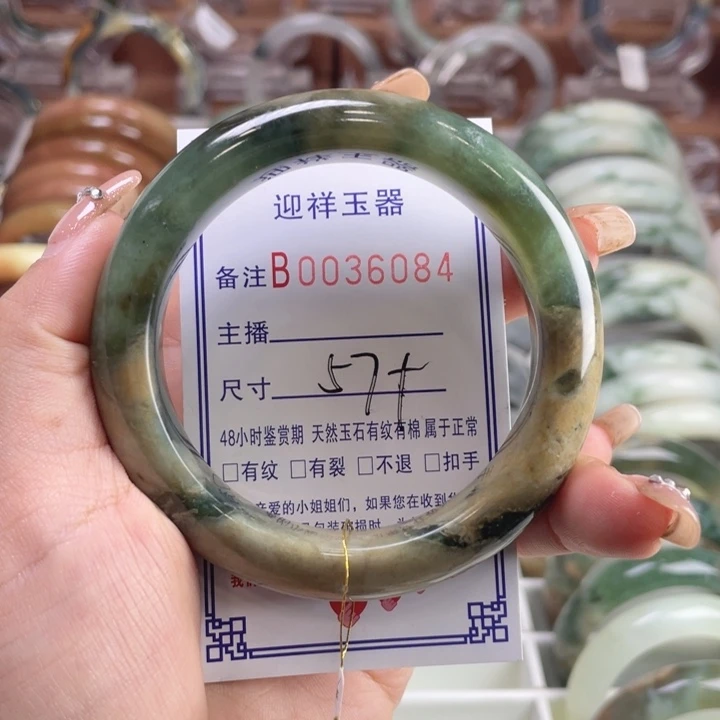 迎祥玉器
备注B0036084
主播
尺寸 57+
48小时鉴赏期 天然玉石有纹有棉 属于正常
□有纹 □有裂 □不退 □扣手
亲爱的小姐姐们，如果您在收到